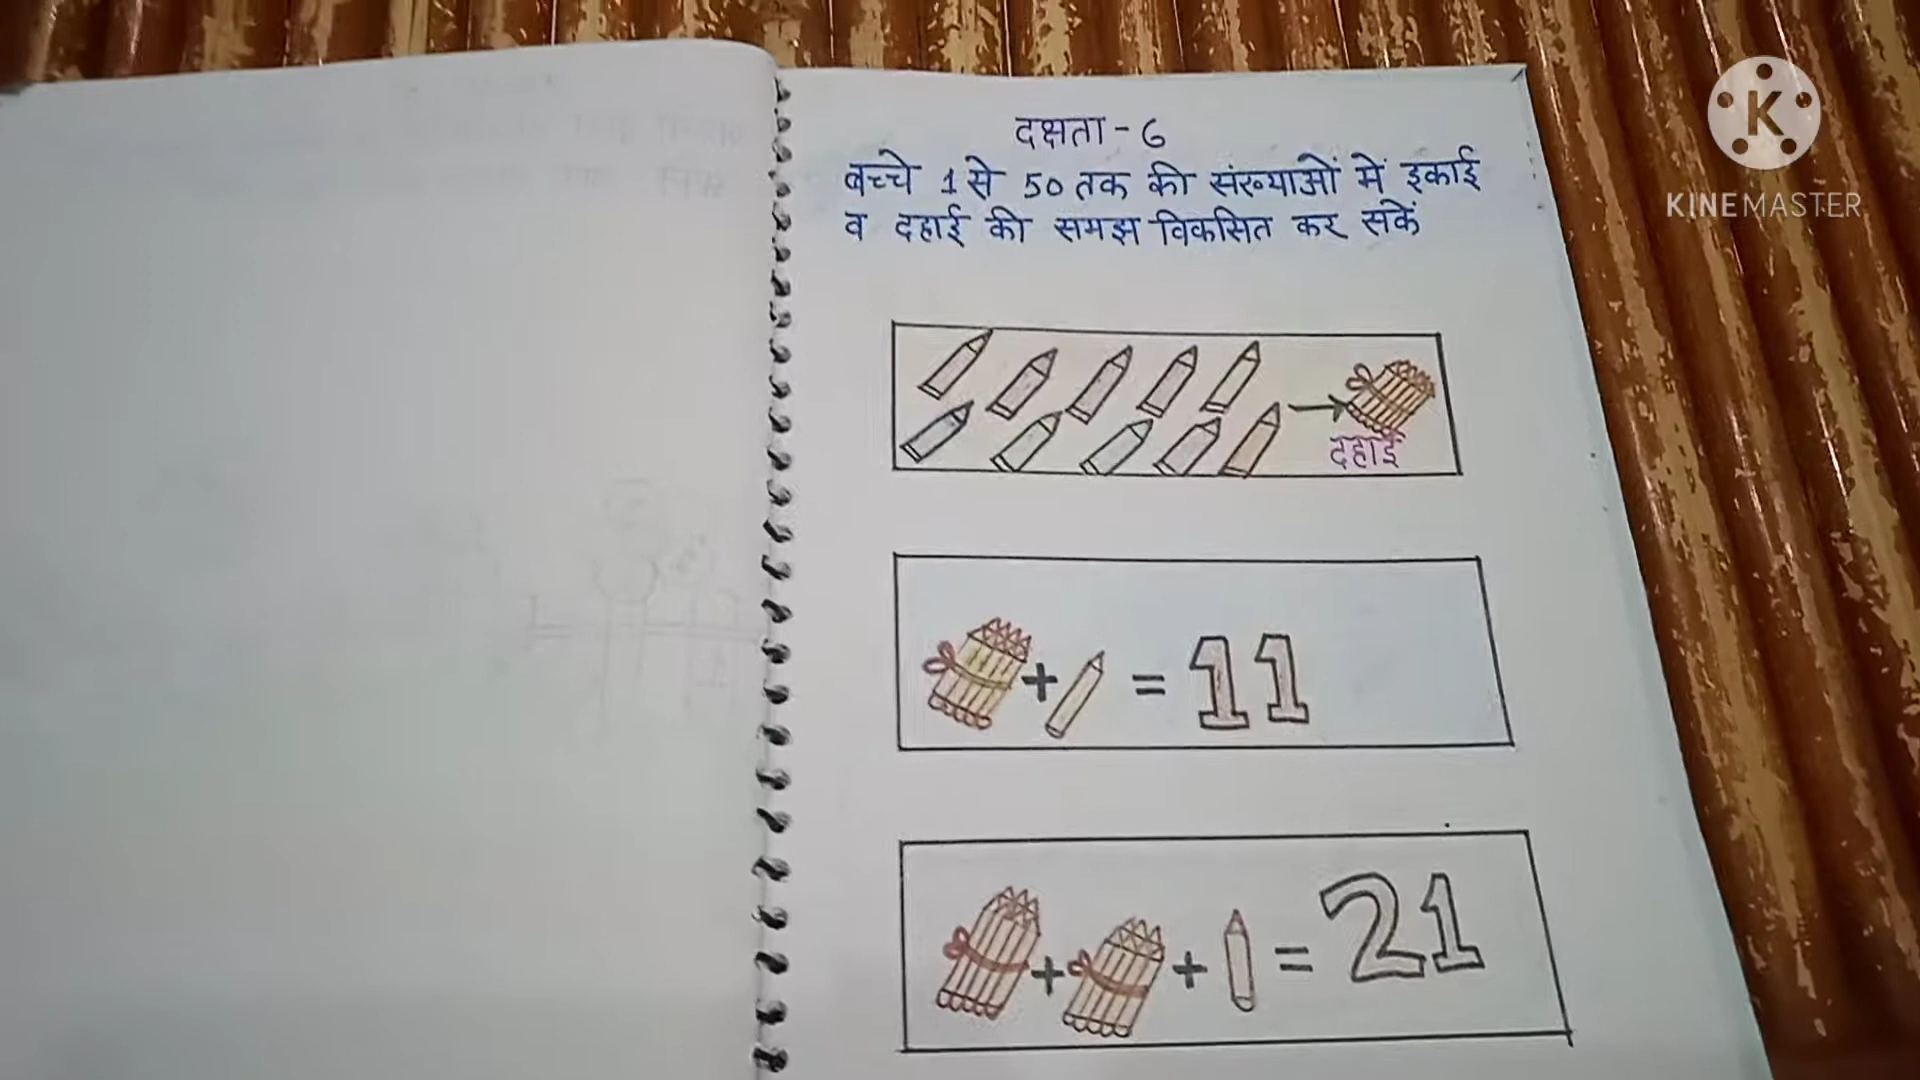 दक्षता - 6
बच्चे 1 से 50 तक की संख्याओं में इकाई
व दहाई की समझ विकसित कर सकें
दहाई
+ = 11
+ + = 21
KINEMASTER